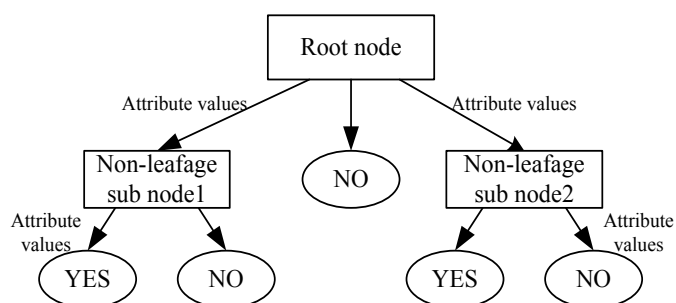 Root node
Attribute values
Attribute values
Non-leafage
sub node1
NO
Non-leafage
sub node2
Attribute
values
Attribute
values
YES
NO
YES
NO